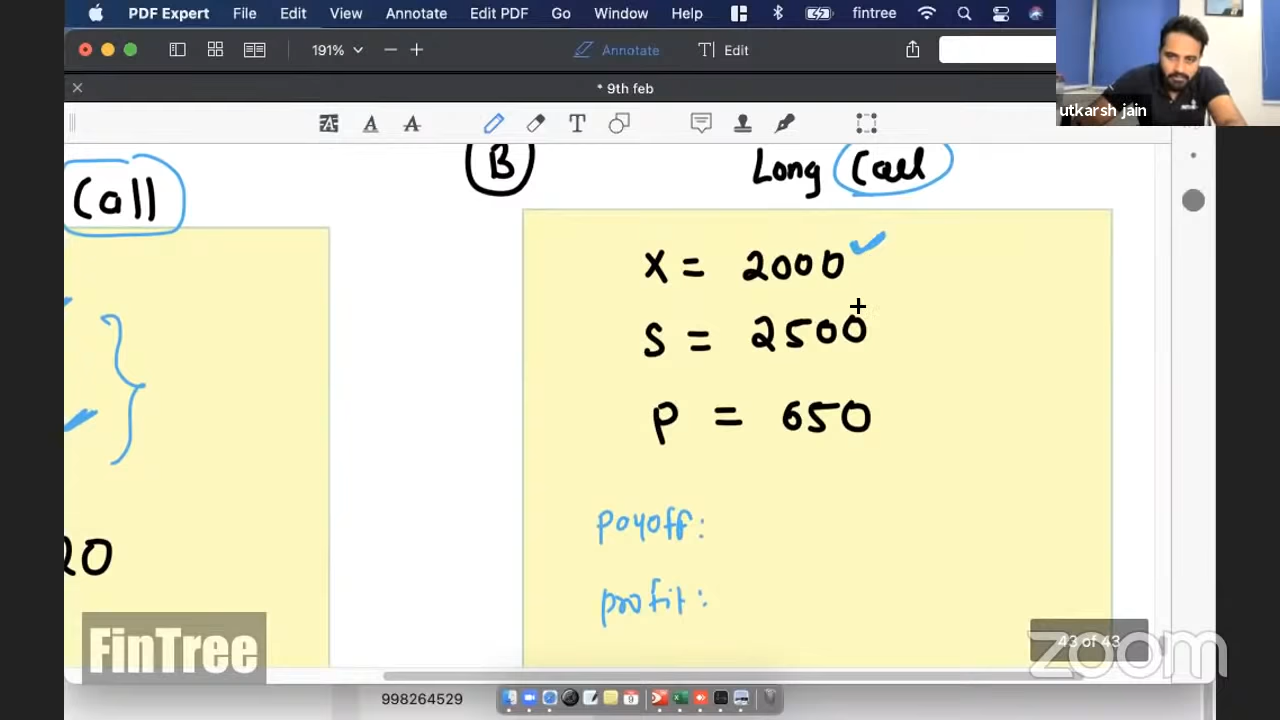 PDF Expert File Edit View Annotate Edit PDF Go Window Help fintree
191% Annotate T| Edit
* 9th feb
utkarsh jain
Call
B
Long Call
X = 2000
S = 2500
P = 650
payoff:
profit:
20
FinTree
43 of 43
zoom
998264529